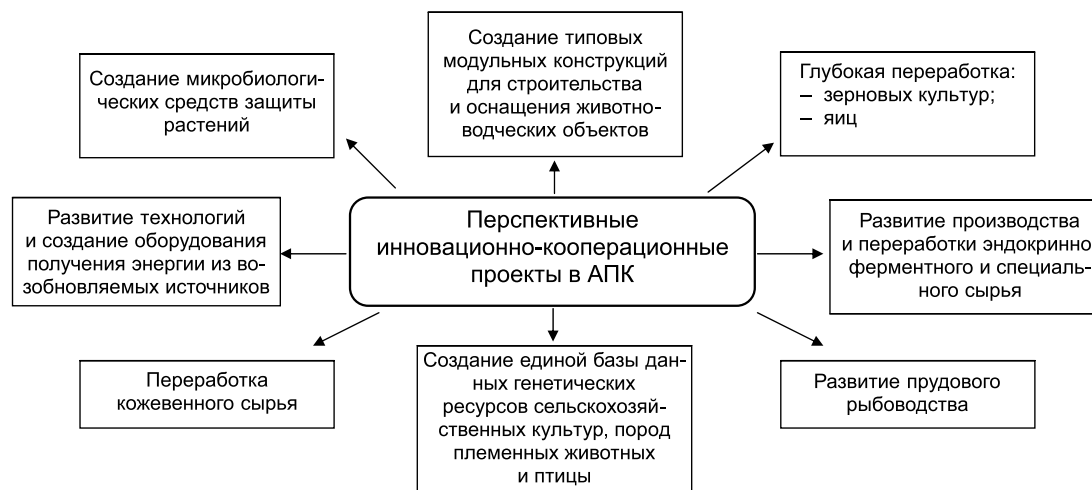 Создание микробиологи-
ческих средств защиты
растений
Создание типовых
модульных конструкций
для строительства
и оснащения животно-
водческих объектов
Глубокая переработка:
– зерновых культур;
– яиц
Развитие технологий
и создание оборудования
получения энергии из во-
зобновляемых источников
Перспективные
инновационно-кооперационные
проекты в АПК
Развитие производства
и переработки эндокринно-
ферментного и специаль-
ного сырья
Переработка
кожевенного сырья
Создание единой базы дан-
ных генетических
ресурсов сельскохозяй-
ственных культур, пород
племенных животных
и птицы
Развитие прудового
рыбоводства